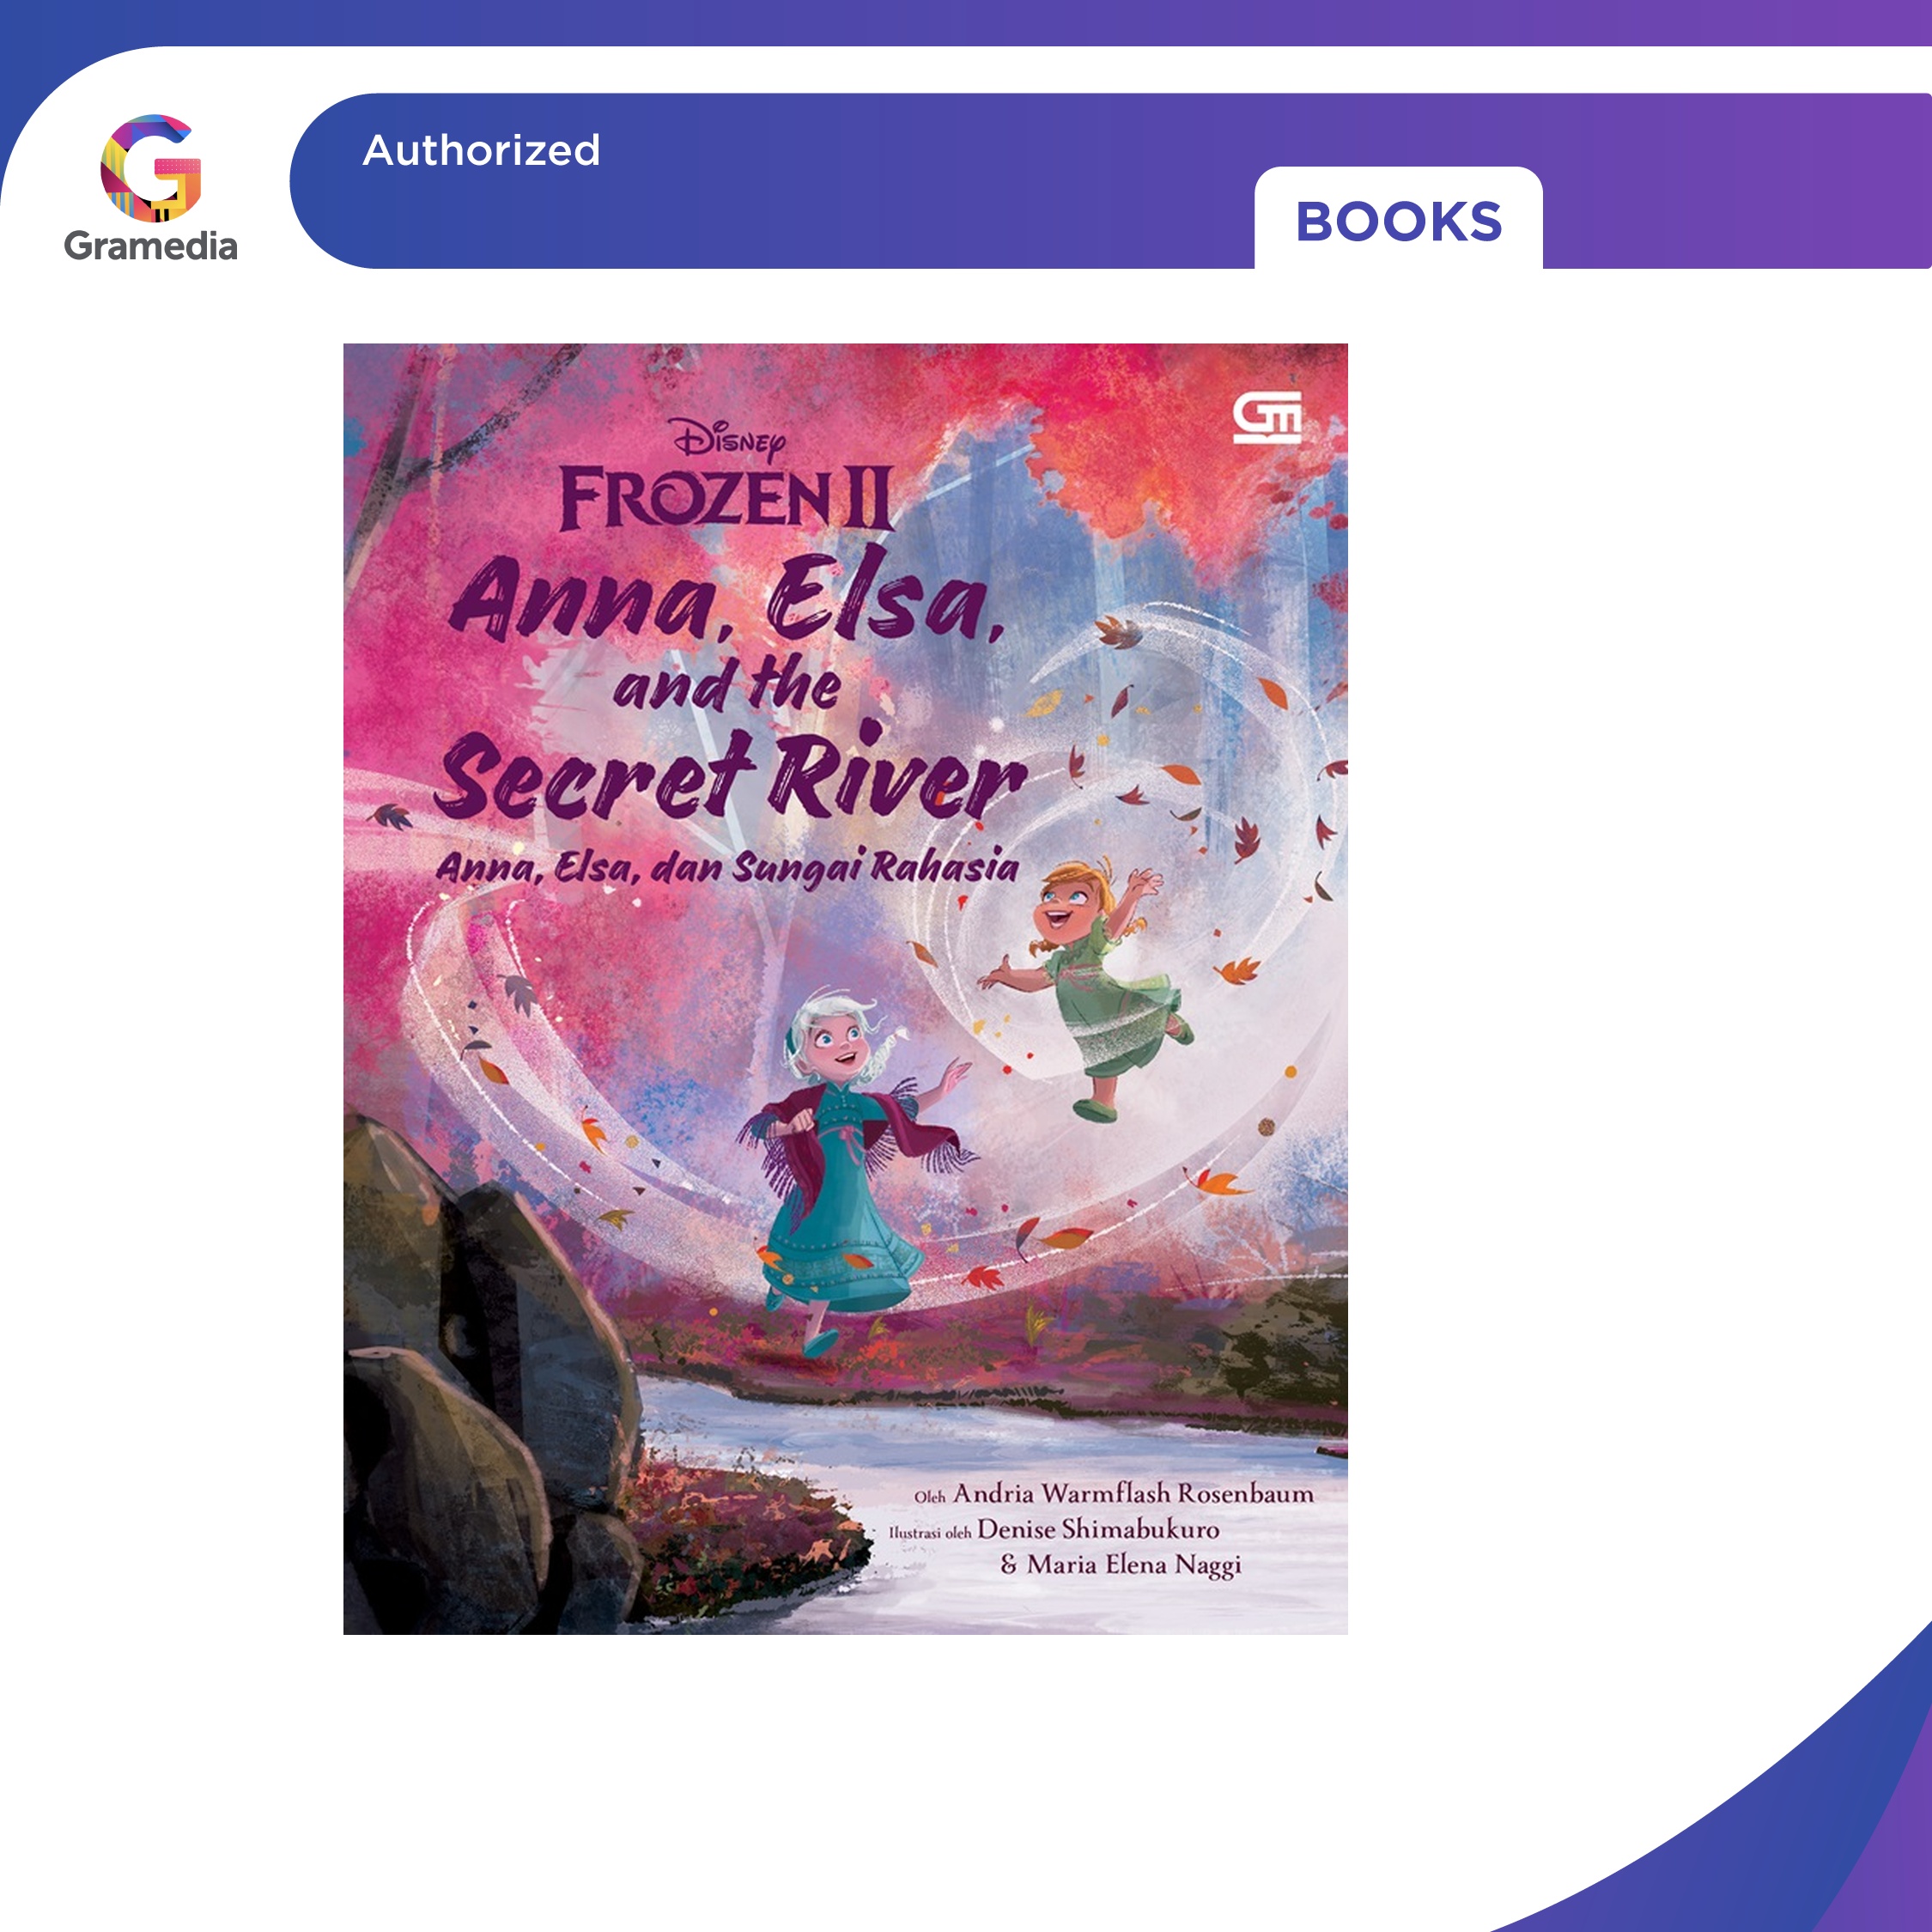 Gramedia
Authorized
BOOKS
Gm
Disney
FROZEN II
Anna, Elsa,
and the
Secret River
Anna, Elsa, dan Sungai Rahasia
Oleh Andria Warmflash Rosenbaum
Ilustrasi oleh Denise Shimabukuro
& Maria Elena Naggi